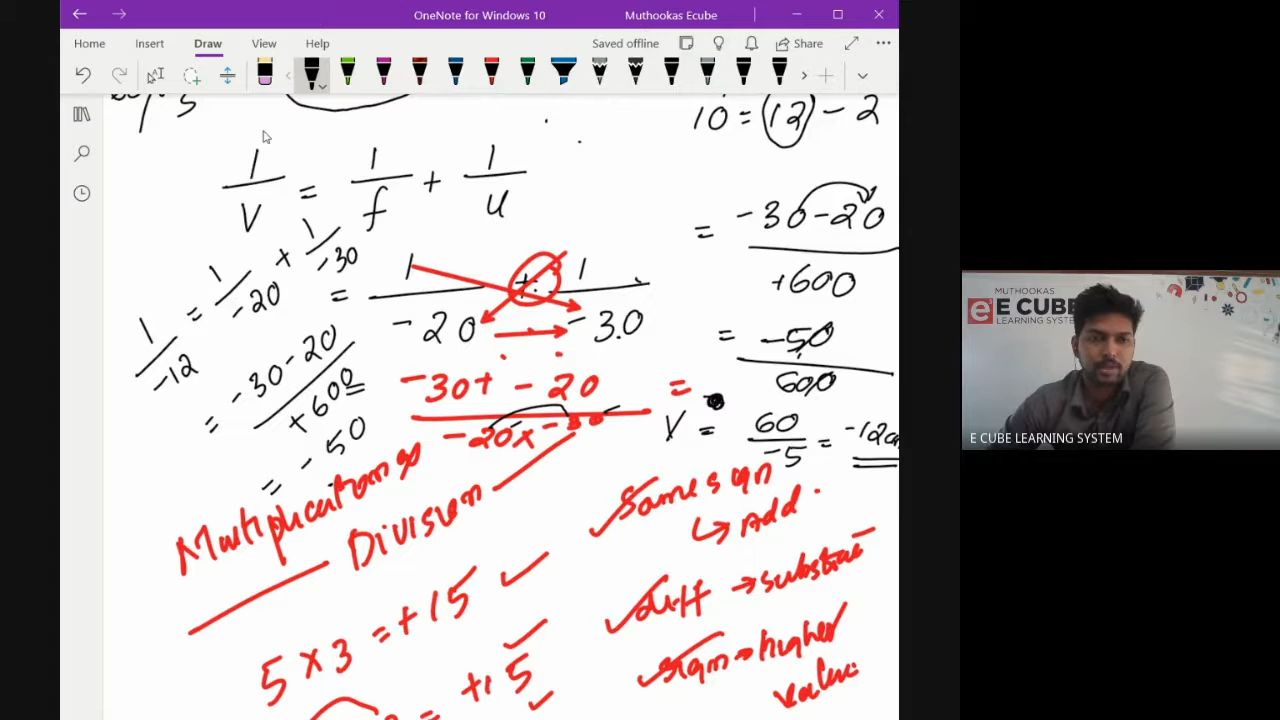 OneNote for Windows 10
Muthookas Ecube
Home Insert Draw View Help
Saved offline
Share
10 = (12) - 2
1/V = 1/f + 1/u
1/-12 = 1/-20 + 1/-30
= 1/-20 + 1/-30
= -30-20/+600
= -50
-30 + -20 =
-20 x -30
= -30-20/+600
= -50/600
V = 60/-5 = -12cm
Multiplication
Division
Same sign
↳ Add
diff → substract
sign → higher
value
5 x 3 = +15
= +15
MUTHOOKAS
E CUBE
LEARNING SYSTEM
E CUBE LEARNING SYSTEM